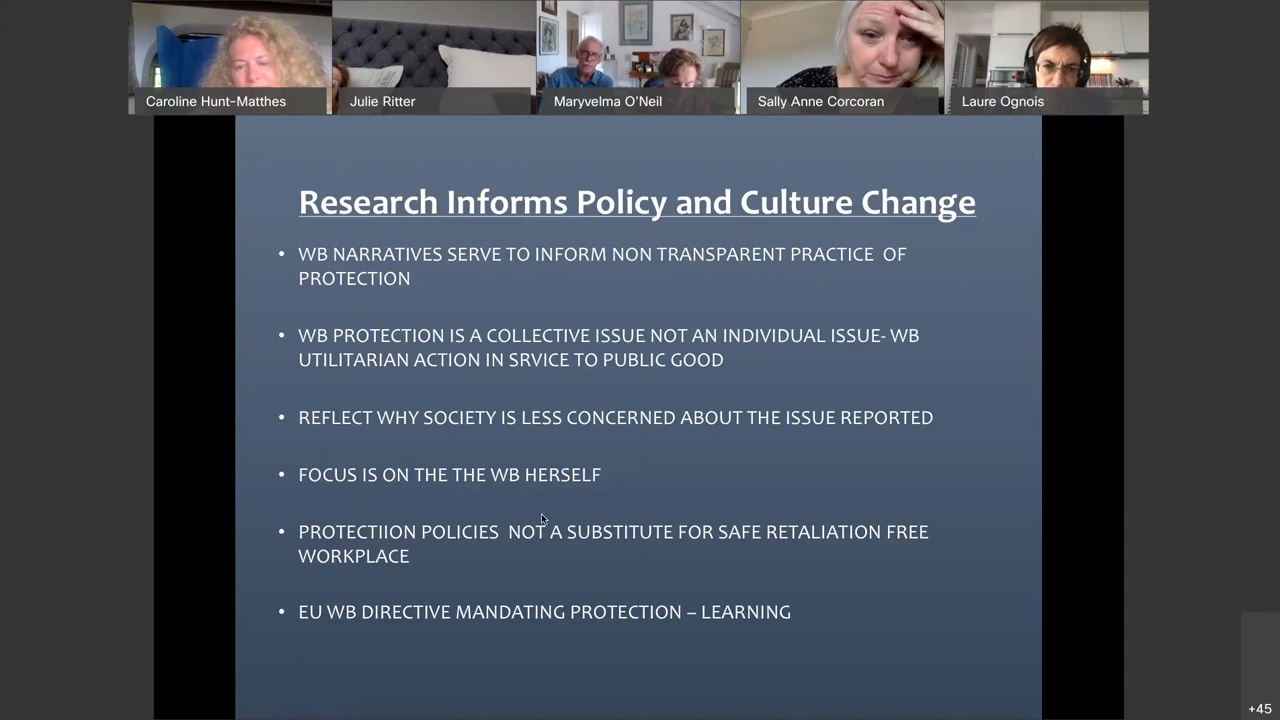 Caroline Hunt-Matthes
Julie Ritter
Maryvelma O'Neil
Sally Anne Corcoran
Laure Ognois
Research Informs Policy and Culture Change
• WB NARRATIVES SERVE TO INFORM NON TRANSPARENT PRACTICE OF
PROTECTION
• WB PROTECTION IS A COLLECTIVE ISSUE NOT AN INDIVIDUAL ISSUE- WB
UTILITARIAN ACTION IN SRVICE TO PUBLIC GOOD
• REFLECT WHY SOCIETY IS LESS CONCERNED ABOUT THE ISSUE REPORTED
• FOCUS IS ON THE THE WB HERSELF
• PROTECTIION POLICIES NOT A SUBSTITUTE FOR SAFE RETALIATION FREE
WORKPLACE
• EU WB DIRECTIVE MANDATING PROTECTION – LEARNING
+45